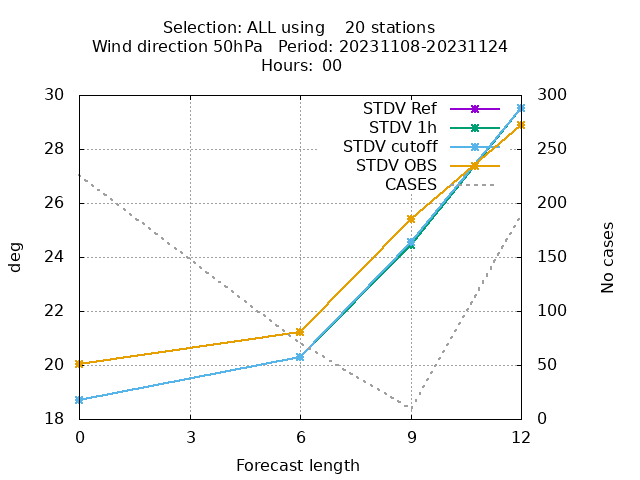 Selection: ALL using    20 stations
Wind direction 50hPa   Period: 20231108-20231124
Hours: 00
30
28
26
24
22
20
18
deg
STDV Ref
STDV 1h
STDV cutoff
STDV OBS
CASES
300
250
200
150
100
50
0
No cases
0 3 6 9 12
Forecast length